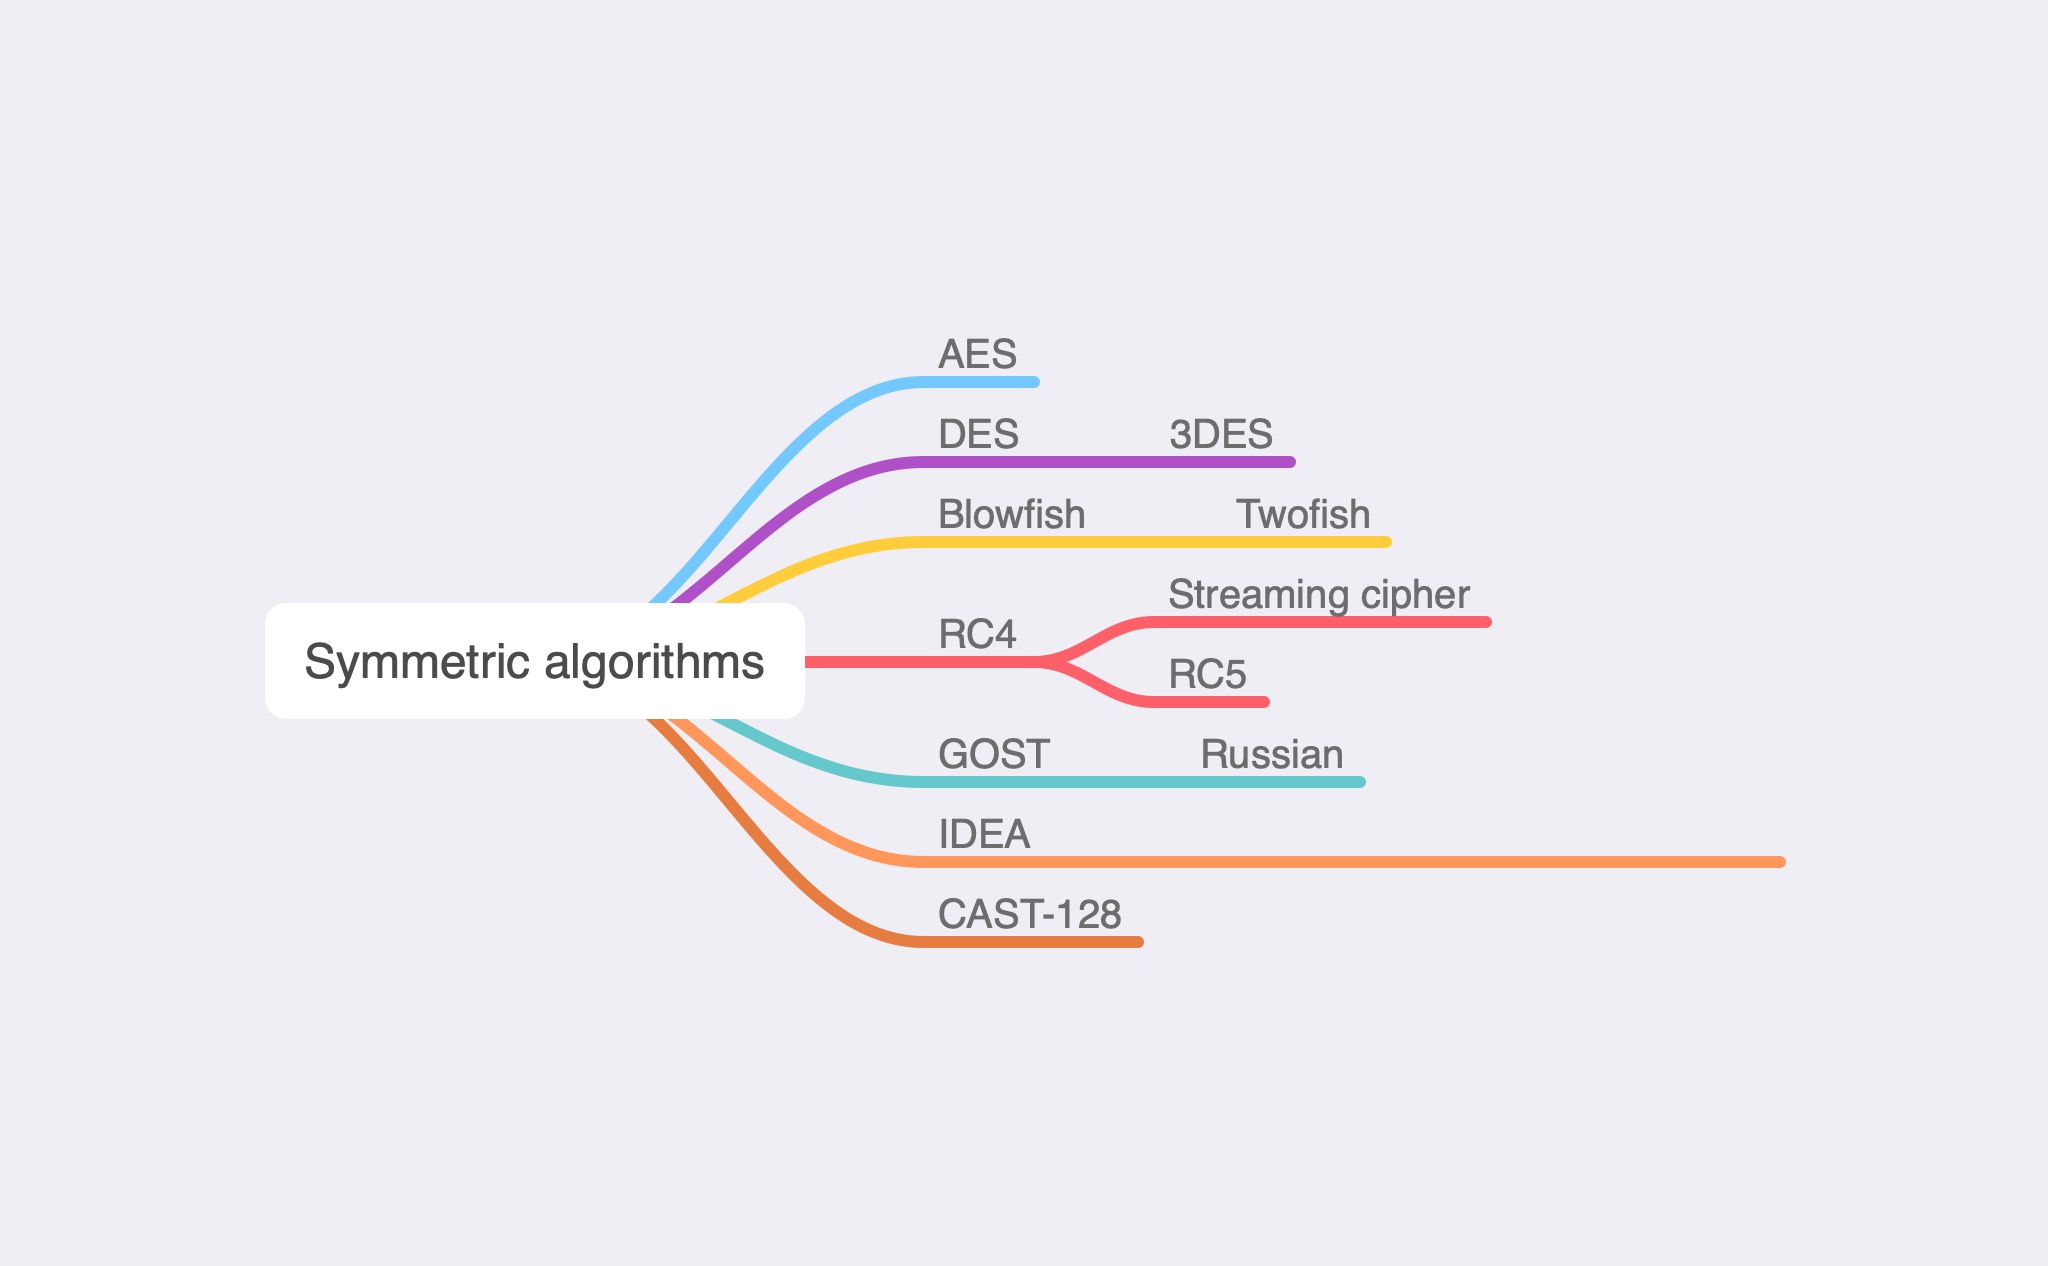 Symmetric algorithms
AES
DES 3DES
Blowfish Twofish
RC4
Streaming cipher
RC5
GOST Russian
IDEA
CAST-128